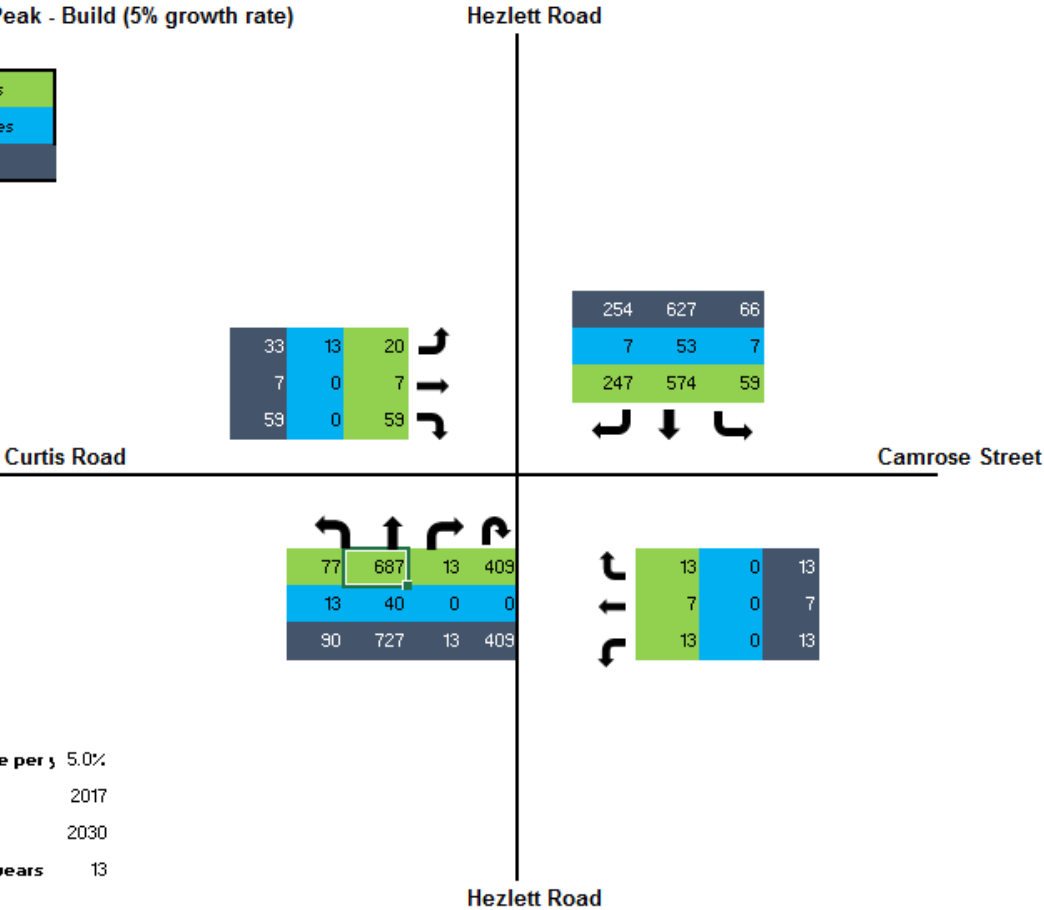 Peak - Build (5% growth rate)
Hezlett Road
254 627 66
33 13 20
7 53 7
7 0 7
247 574 59
59 0 59
Curtis Road
Camrose Street
77 687 13 409
13 0 13
13 40 0 0
7 0 7
90 727 13 409
13 0 13
e per 5.0%
2017
2030
years 13
Hezlett Road